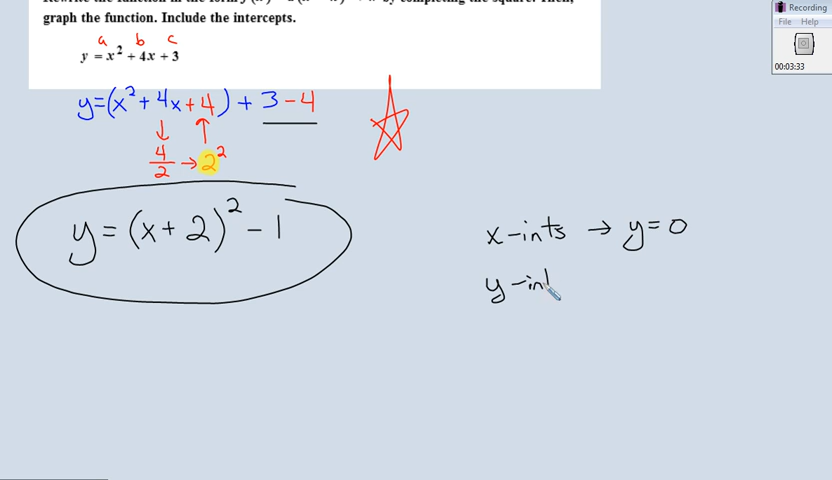 Recording
File Help
00:03:33
graph the function. Include the intercepts.
a b c
y = x² + 4x + 3
y=(x²+4x+4)+3-4
4/2 → 2²
y = (x+2)² - 1
x-ints → y=0
y-int